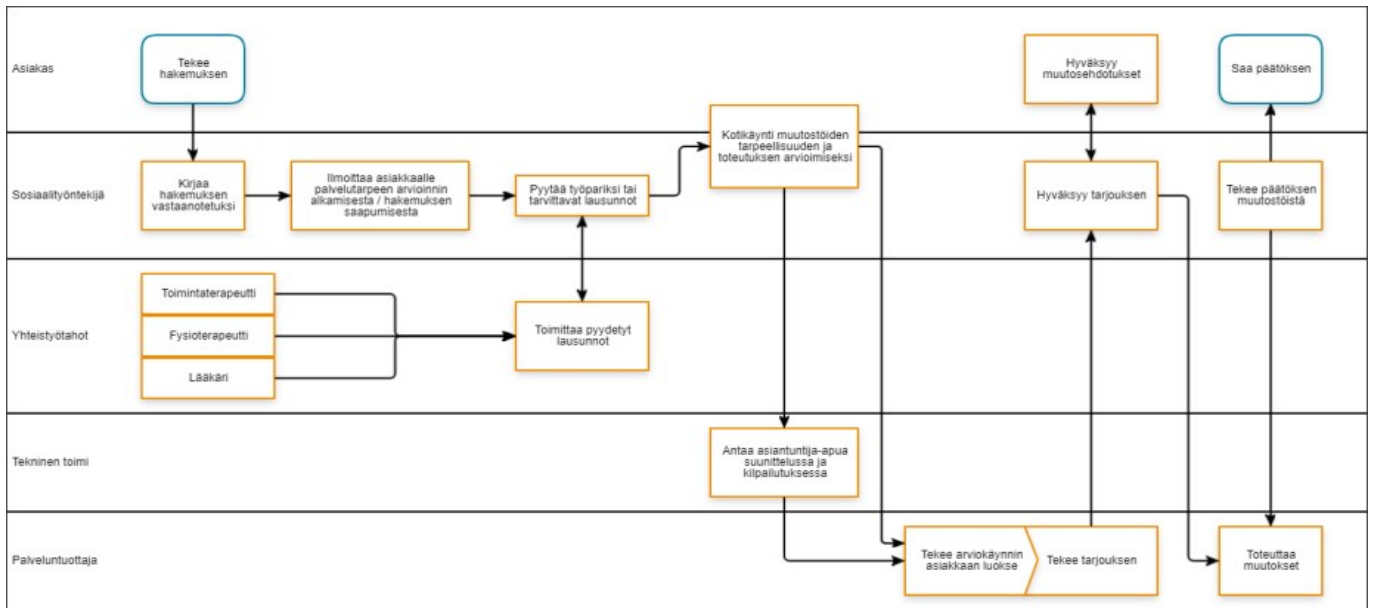 Asiakas
Tekee
hakemuksen
Hyväksyy
muutosehdotukset
Saa päätöksen
Sosiaalityöntekijä
Kirjaa
hakemuksen
vastaanotetuksi
Ilmoittaa asiakkaalle
palvelutarpeen arvioinnin
alkamisesta / hakemuksen
saapumisesta
Pyytää työpariksi tai
tarvittavat lausunnot
Kotikäynti muutostöiden
tarpeellisuuden ja
toteutuksen arvioimiseksi
Hyväksyy tarjouksen
Tekee päätöksen
muutostöistä
Yhteistyötahot
Toimintaterapeutti
Fysioterapeutti
Lääkäri
Toimittaa pyydetyt
lausunnot
Tekninen toimi
Antaa asiantuntija-apua
suunnittelussa ja
kilpailutuksessa
Palveluntuottaja
Tekee arviokäynnin
asiakkaan luokse
Tekee tarjouksen
Toteuttaa
muutokset